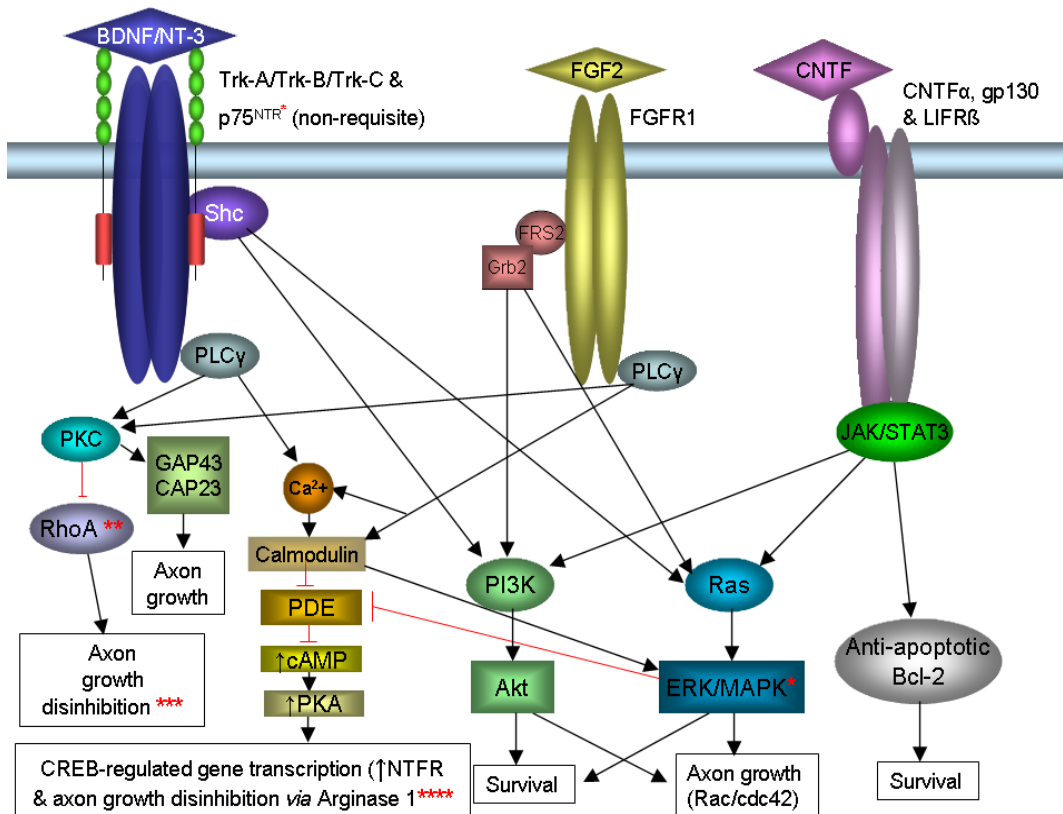 BDNF/NT-3
Trk-A/Trk-B/Trk-C &
p75NTR* (non-requisite)
FGF2
FGFR1
CNTF
CNTFα, gp130
& LIFRß
Shc
FRS2
Grb2
PLCγ
PLCγ
JAK/STAT3
PKC
GAP43
CAP23
Ca2+
RhoA **
Axon
growth
Calmodulin
PI3K
Ras
PDE
Axon
growth
disinhibition ***
↑cAMP
↑PKA
Akt
ERK/MAPK*
Anti-apoptotic
Bcl-2
CREB-regulated gene transcription (↑NTFR
& axon growth disinhibition via Arginase 1****
Survival
Axon growth
(Rac/cdc42)
Survival